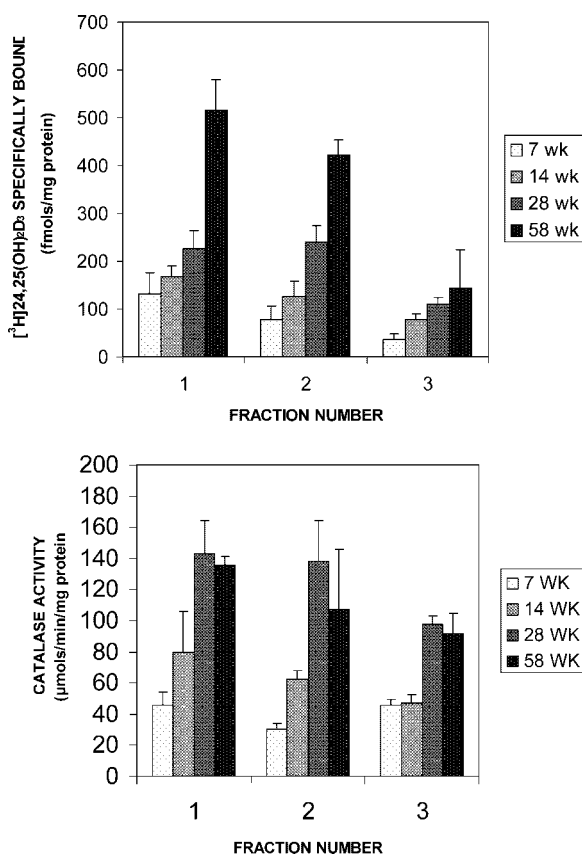 [³H]24,25(OH)₂D₃ SPECIFICALLY BOUND
(fmols/mg protein)
700
600
500
400
300
200
100
0
1 2 3
FRACTION NUMBER
7 wk
14 wk
28 wk
58 wk
CATALASE ACTIVITY
(µmols/min/mg protein
200
180
160
140
120
100
80
60
40
20
0
1 2 3
FRACTION NUMBER
7 WK
14 WK
28 WK
58 WK